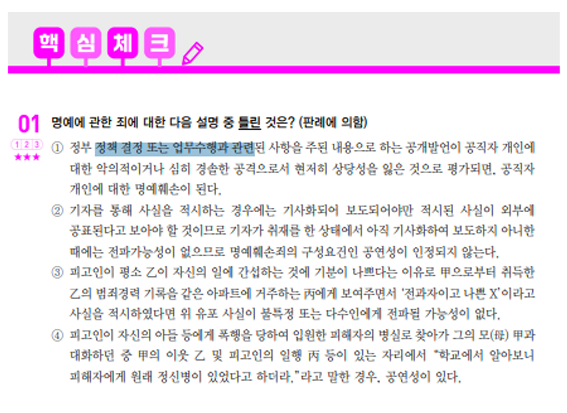 핵심체크
01 명예에 관한 죄에 대한 다음 설명 중 틀린 것은? (판례에 의함)
1 2 3
★★★
① 정부 정책 결정 또는 업무수행과 관련된 사항을 주된 내용으로 하는 공개발언이 공직자 개인에
대한 악의적이거나 심히 경솔한 공격으로서 현저히 상당성을 잃은 것으로 평가되면, 공직자
개인에 대한 명예훼손이 된다.
② 기자를 통해 사실을 적시하는 경우에는 기사화되어 보도되어야만 적시된 사실이 외부에
공표된다고 보아야 할 것이므로 기자가 취재를 한 상태에서 아직 기사화하여 보도하지 아니한
때에는 전파가능성이 없으므로 명예훼손죄의 구성요건인 공연성이 인정되지 않는다.
③ 피고인이 평소 乙이 자신의 일에 간섭하는 것에 기분이 나쁘다는 이유로 甲으로부터 취득한
乙의 범죄경력 기록을 같은 아파트에 거주하는 丙에게 보여주면서 ‘전과자이고 나쁜 X’이라고
사실을 적시하였다면 위 유포 사실이 불특정 또는 다수인에게 전파될 가능성이 없다.
④ 피고인이 자신의 아들 등에게 폭행을 당하여 입원한 피해자의 병실로 찾아가 그의 모(母) 甲과
대화하던 중 甲의 이웃 乙 및 피고인의 일행 丙 등이 있는 자리에서 “학교에서 알아보니
피해자에게 원래 정신병이 있었다고 하더라.”라고 말한 경우, 공연성이 있다.